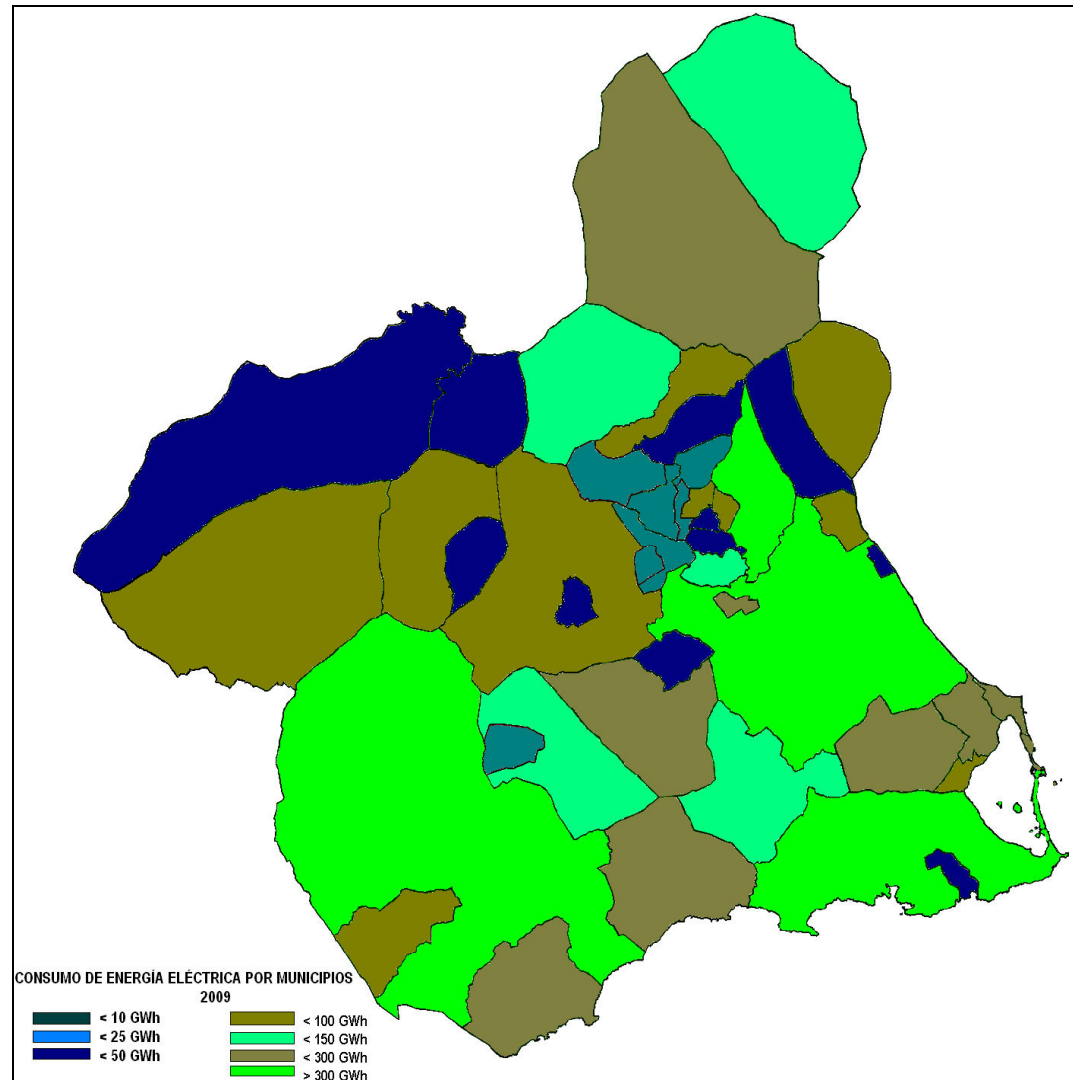 CONSUMO DE ENERGÍA ELÉCTRICA POR MUNICIPIOS
2009
< 10 GWh
< 25 GWh
< 50 GWh
< 100 GWh
< 150 GWh
< 300 GWh
> 300 GWh